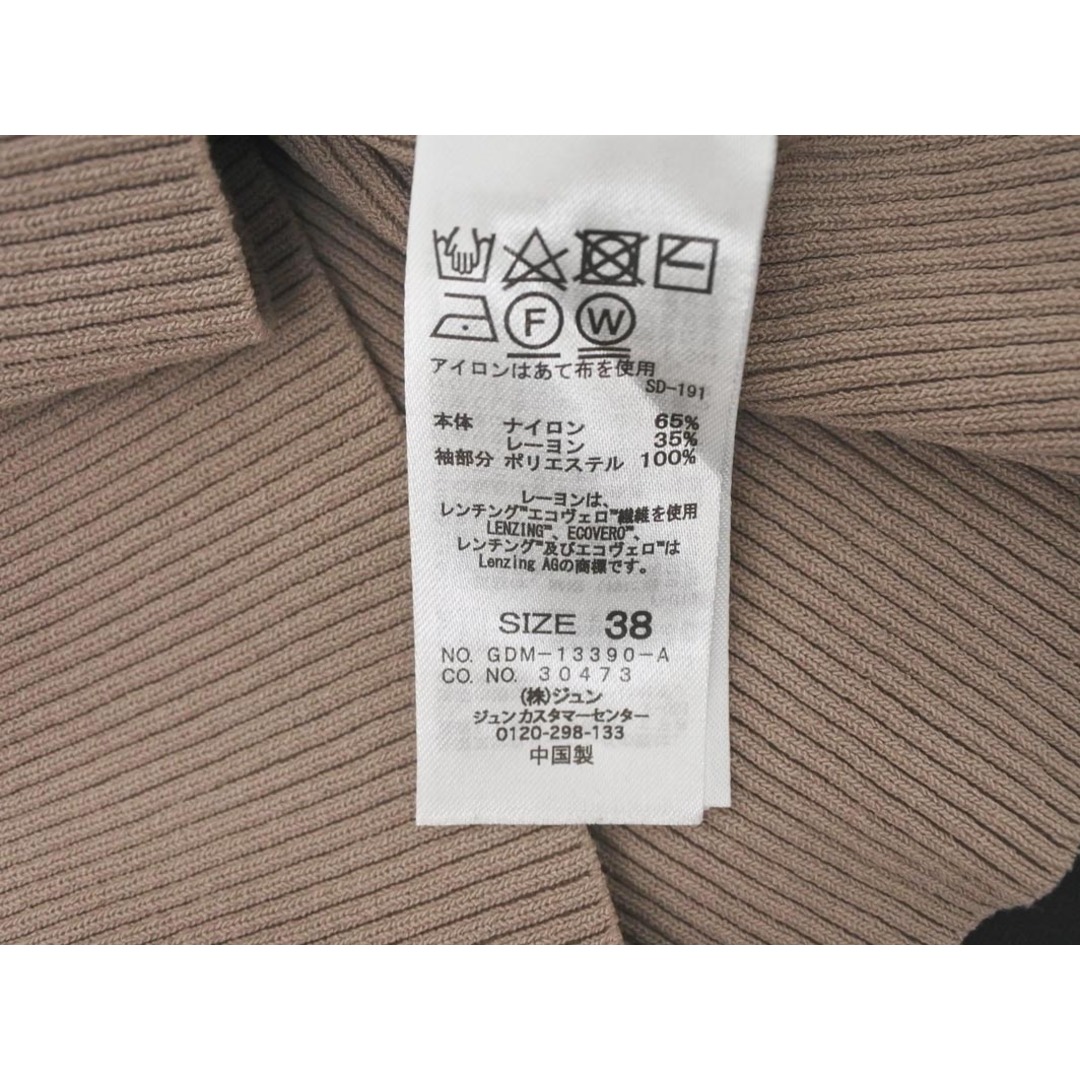 F W
アイロンはあて布を使用
SD-191
本体 ナイロン 65%
レーヨン 35%
袖部分 ポリエステル 100%
レーヨンは、
レンチング™エコヴェロ™繊維を使用
LENZING™、ECOVERO™、
レンチング™及びエコヴェロ™は
Lenzing AGの商標です。
SIZE 38
NO. GDM-13390-A
CO. NO. 30473
(株)ジュン
ジュンカスタマーセンター
0120-298-133
中国製